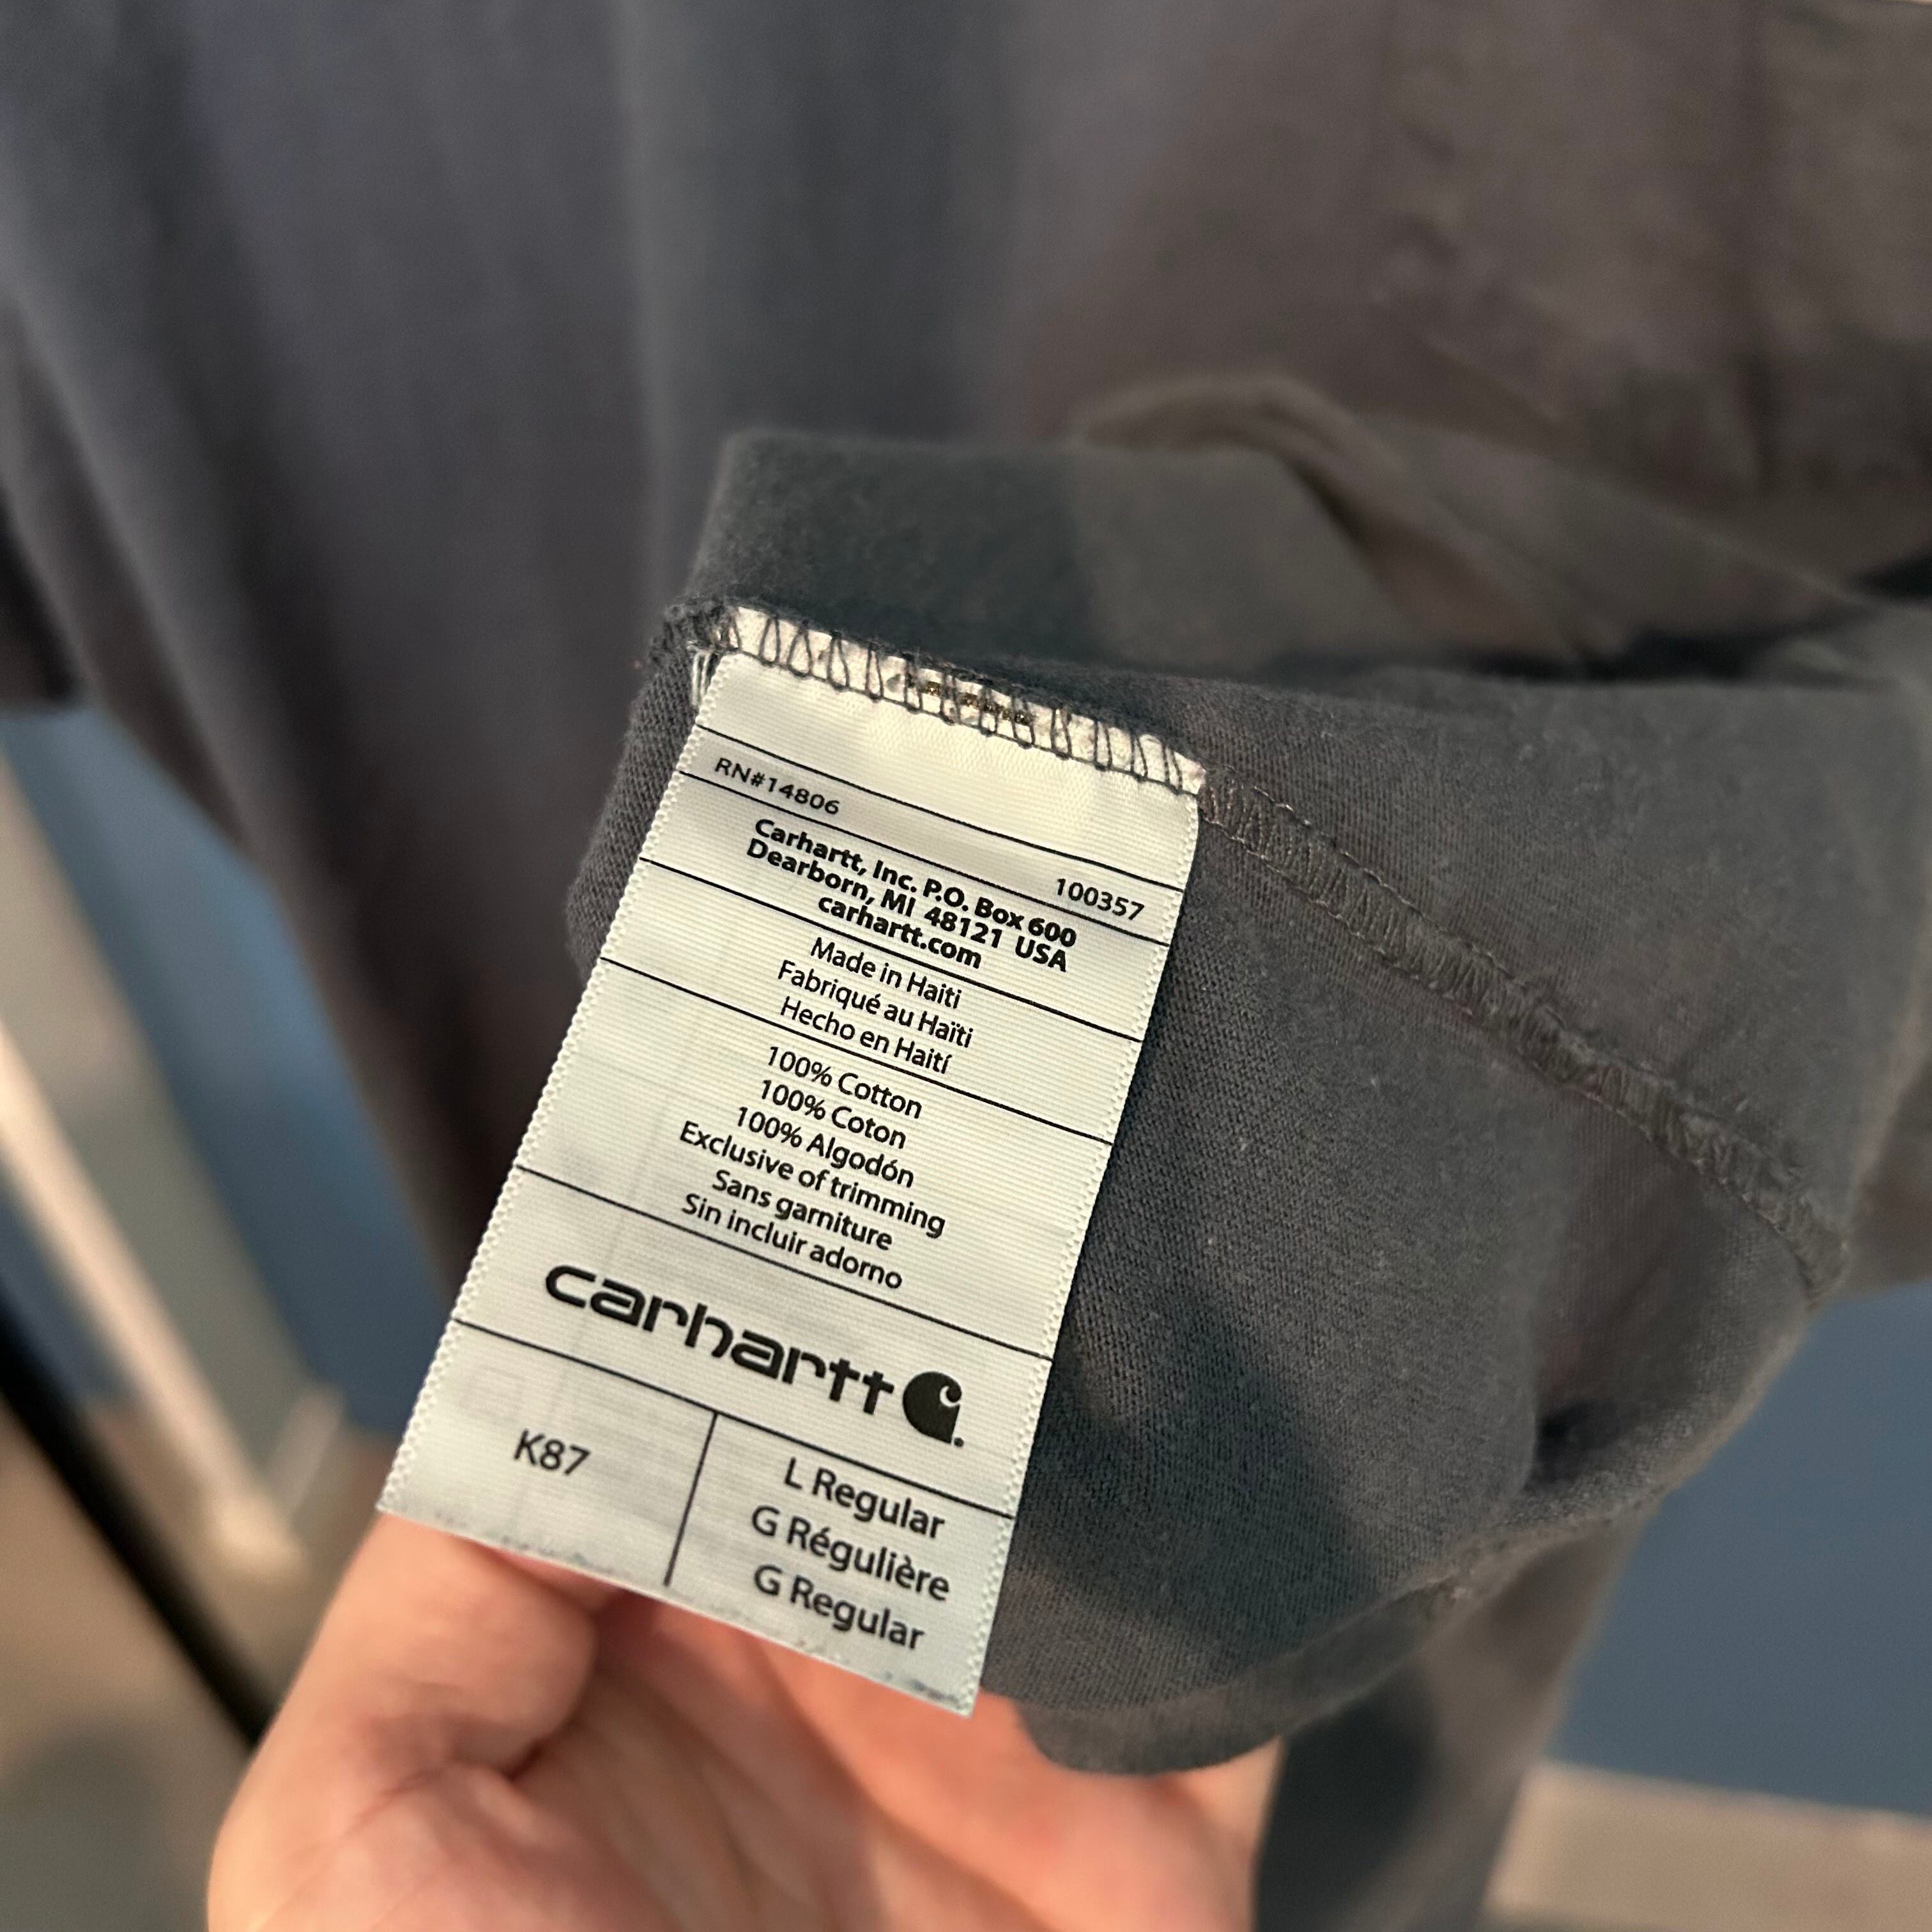 RN#14806
100357
Carhartt, Inc. P.O. Box 600
Dearborn, MI 48121 USA
carhartt.com
Made in Haiti
Fabriqué au Haïti
Hecho en Haití
100% Cotton
100% Coton
100% Algodón
Exclusive of trimming
Sans garniture
Sin incluir adorno
carhartt
K87
L Regular
G Régulière
G Regular